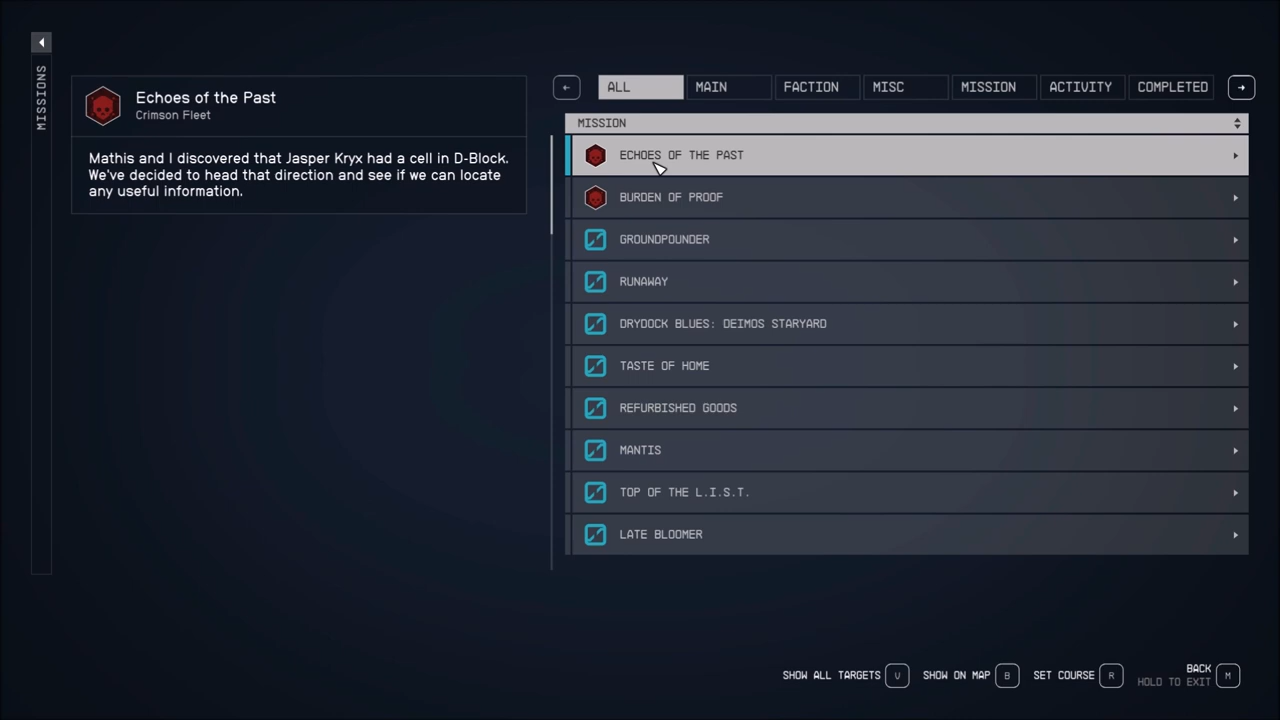 MISSIONS
Echoes of the Past
Crimson Fleet
Mathis and I discovered that Jasper Kryx had a cell in D-Block.
We've decided to head that direction and see if we can locate
any useful information.
ALL MAIN FACTION MISC MISSION ACTIVITY COMPLETED
MISSION
ECHOES OF THE PAST
BURDEN OF PROOF
GROUNDPOUNDER
RUNAWAY
DRYDOCK BLUES: DEIMOS STARYARD
TASTE OF HOME
REFURBISHED GOODS
MANTIS
TOP OF THE L.I.S.T.
LATE BLOOMER
SHOW ALL TARGETS V SHOW ON MAP B SET COURSE R BACK M
HOLD TO EXIT